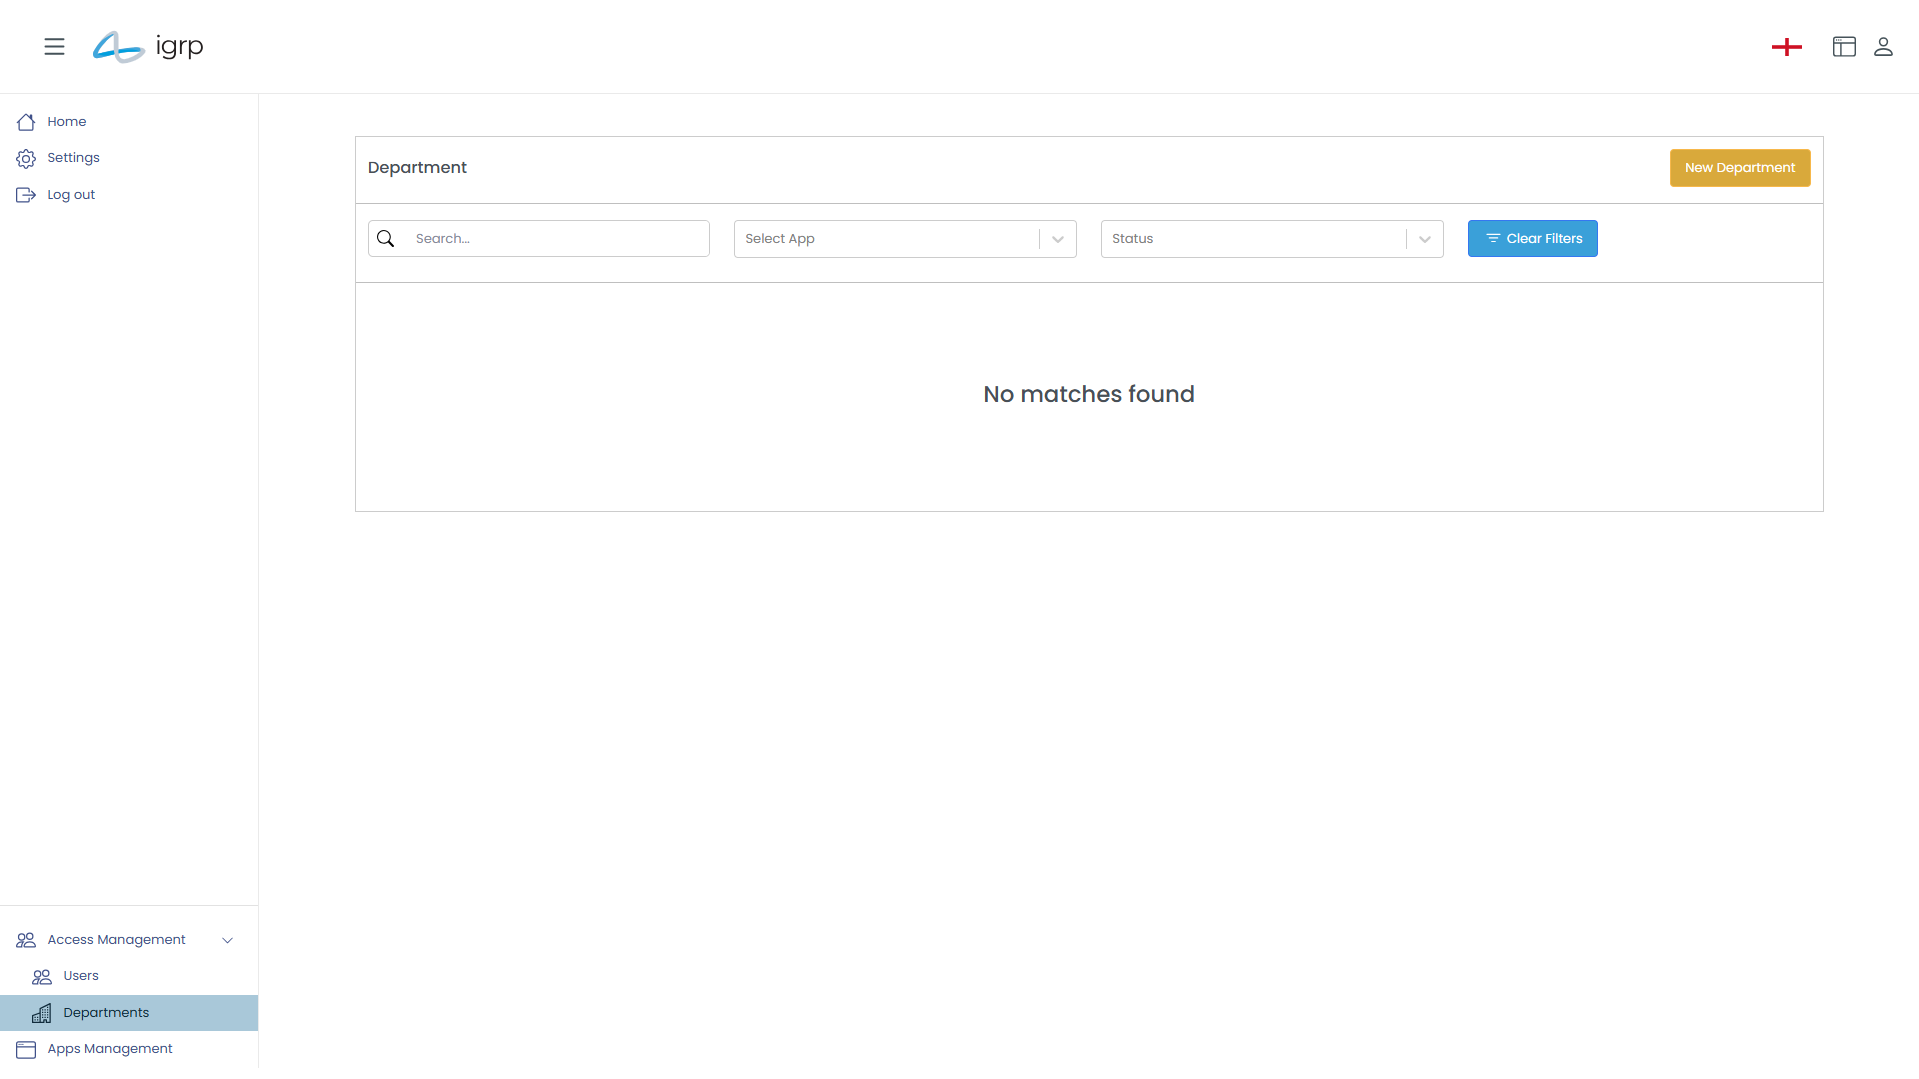 igrp
Home
Settings
Log out
Department
New Department
Search...
Select App
Status
Clear Filters
No matches found
Access Management
Users
Departments
Apps Management